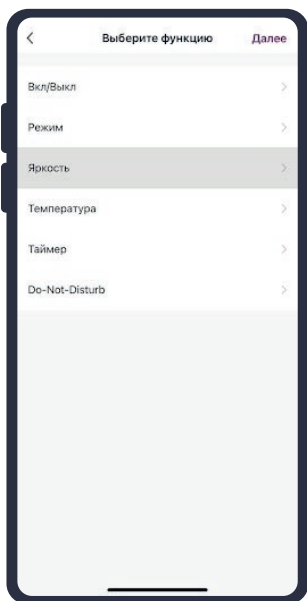 Выберите функцию
Далее
Вкл/Выкл
Режим
Яркость
Температура
Таймер
Do-Not-Disturb